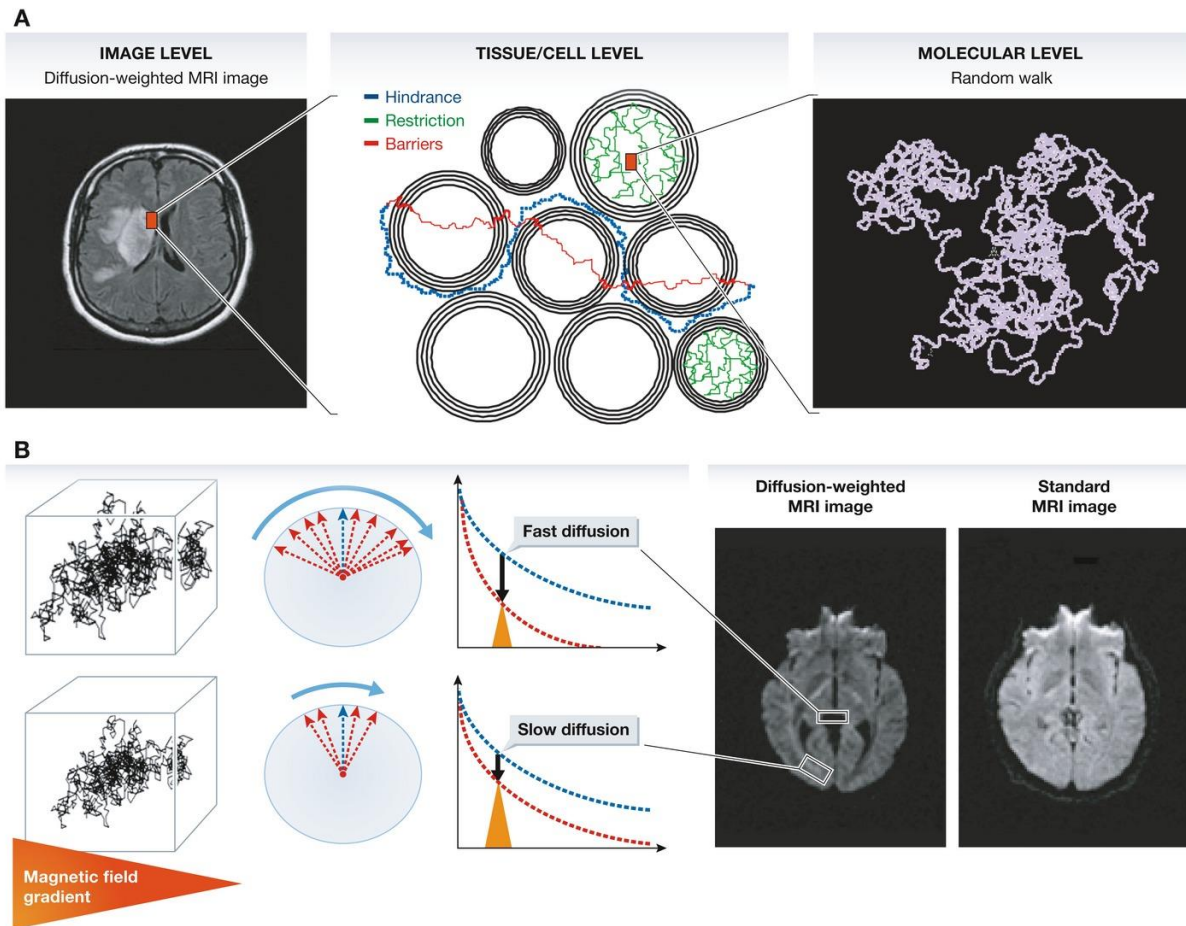 A
IMAGE LEVEL
Diffusion-weighted MRI image
TISSUE/CELL LEVEL
Hindrance
Restriction
Barriers
MOLECULAR LEVEL
Random walk
B
Fast diffusion
Slow diffusion
Magnetic field
gradient
Diffusion-weighted
MRI image
Standard
MRI image